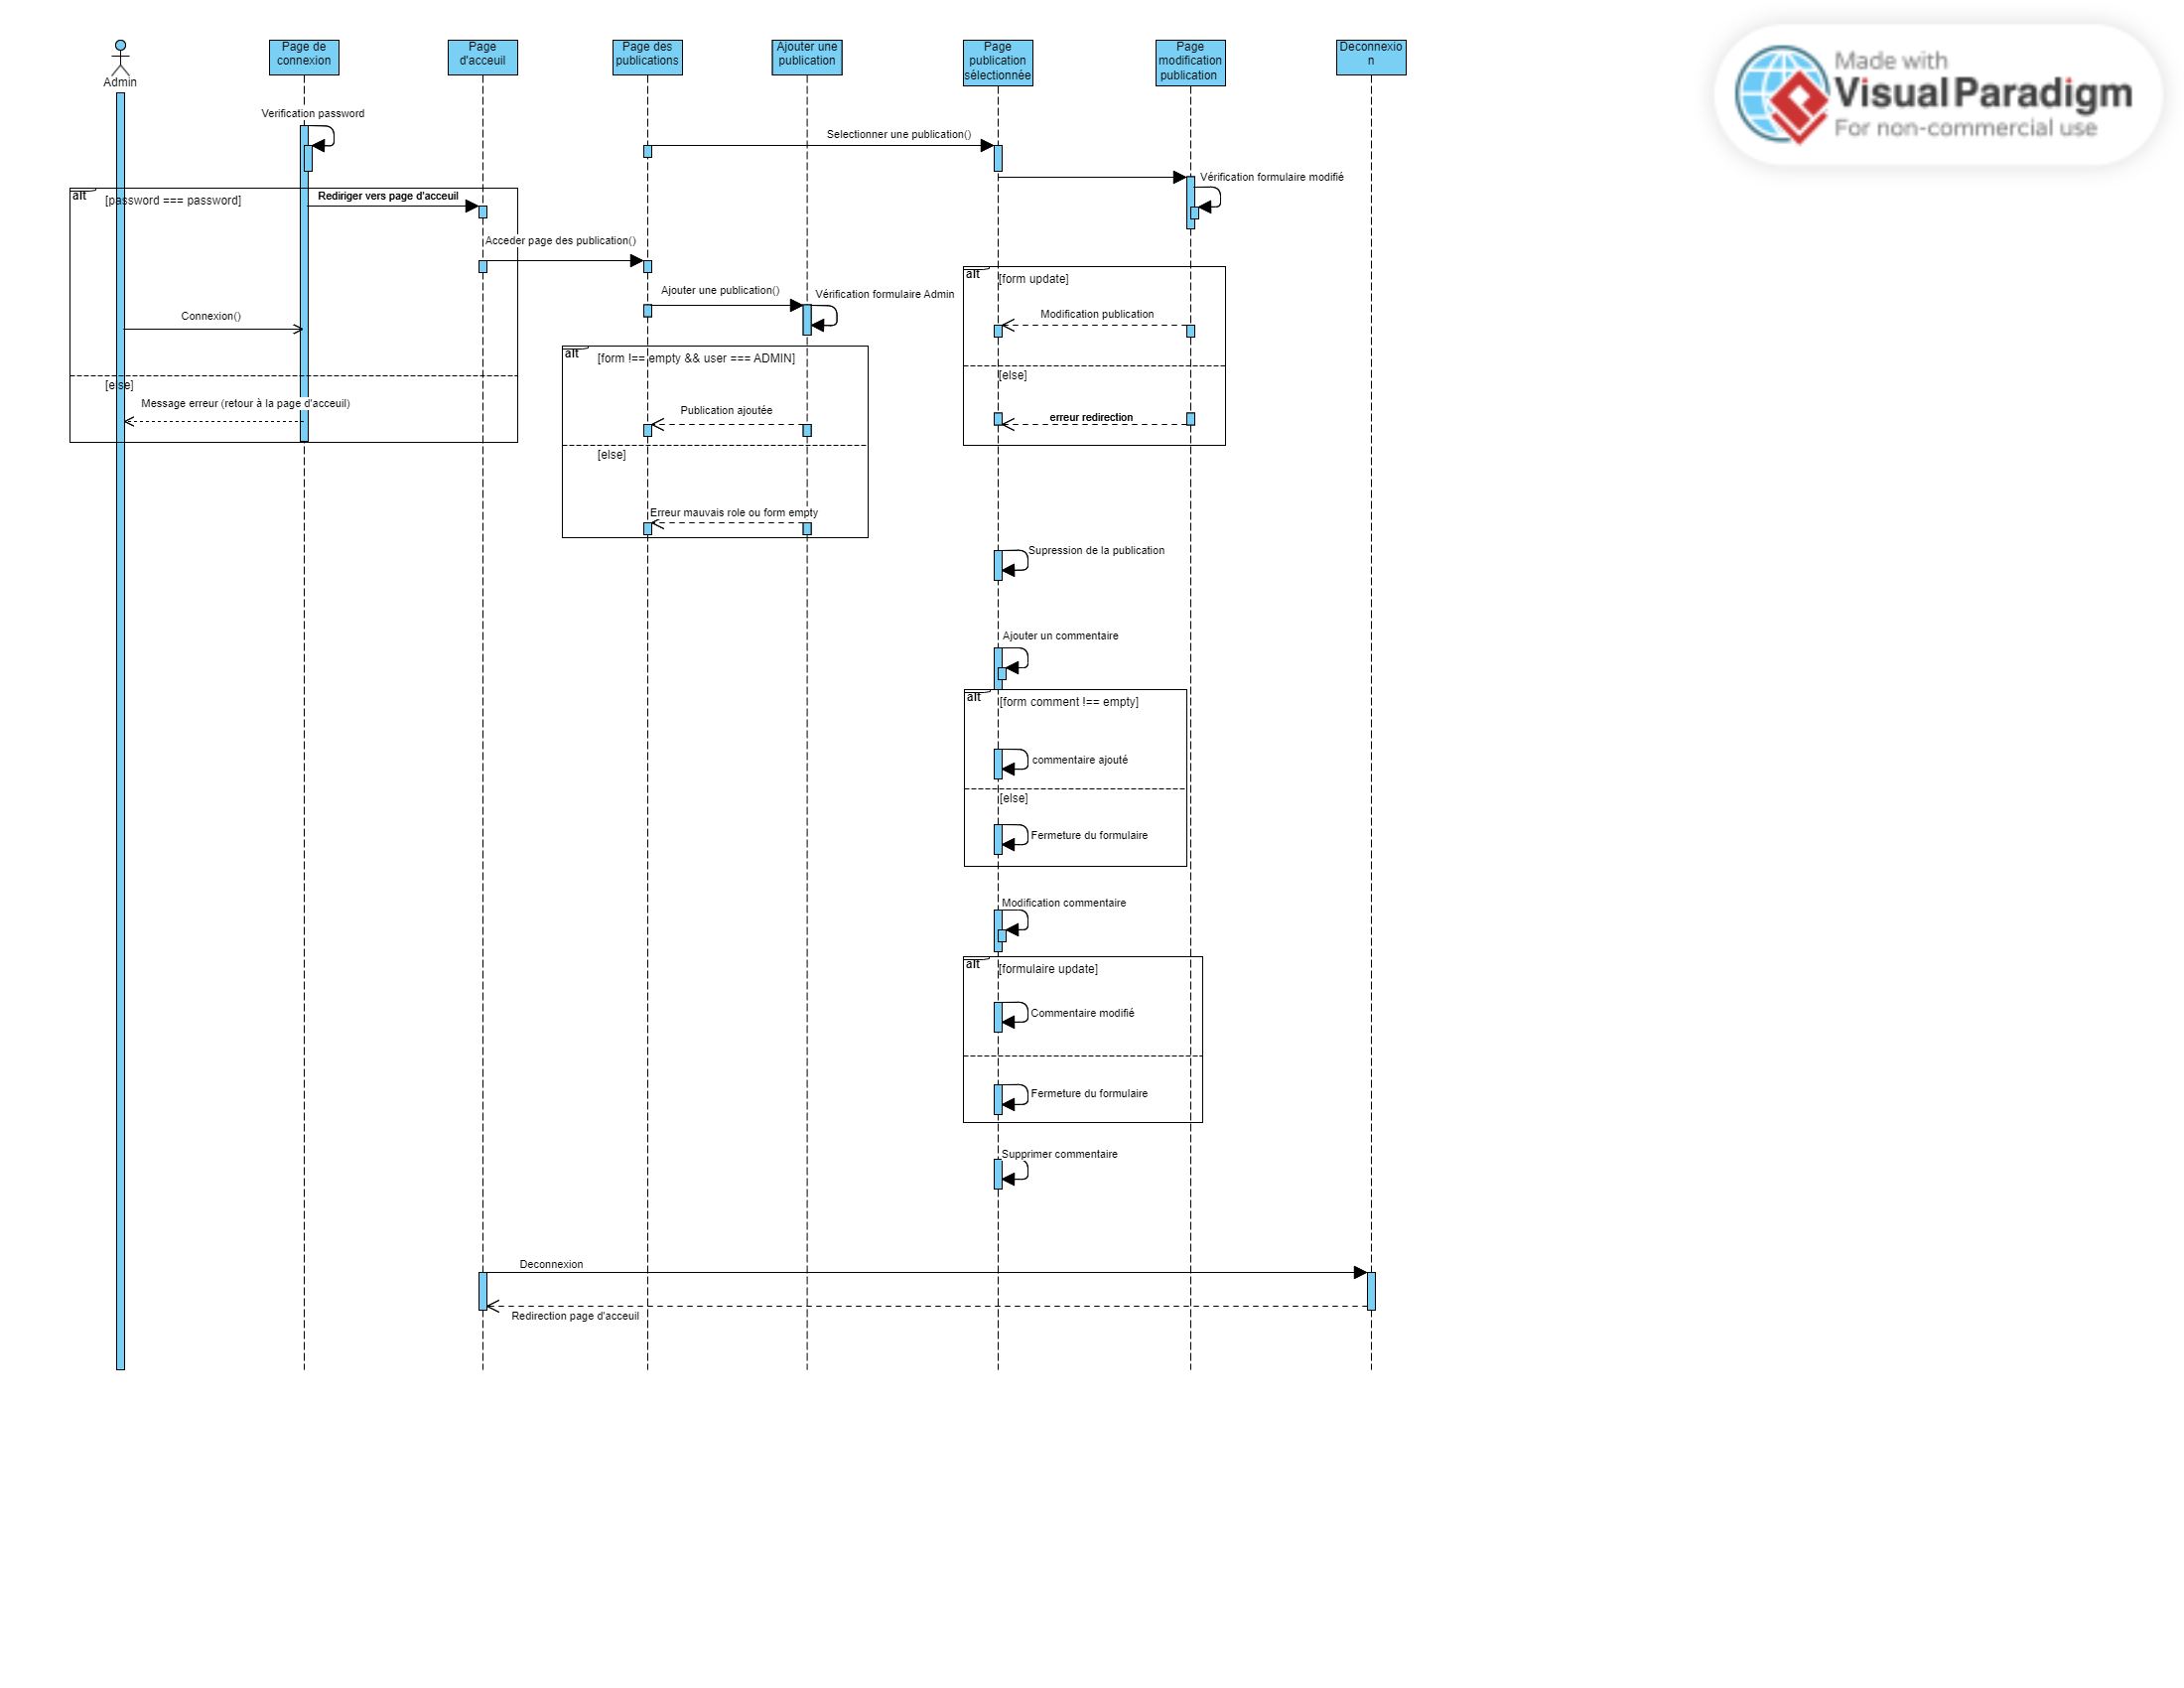 Made with
Visual Paradigm
For non-commercial use
Admin
Page de
connexion
Page
d'acceuil
Page des
publications
Ajouter une
publication
Page
publication
sélectionnée
Page
modification
publication
Deconnexio
n
Verification password
Selectionner une publication()
Vérification formulaire modifié
alt
[password === password]
Rediriger vers page d'acceuil
Acceder page des publication()
alt
[form update]
Ajouter une publication()
Vérification formulaire Admin
Connexion()
Modification publication
alt
[form !== empty && user === ADMIN]
[else]
[else]
Message erreur (retour à la page d'acceuil)
Publication ajoutée
erreur redirection
[else]
Erreur mauvais role ou form empty
Supression de la publication
Ajouter un commentaire
alt
[form comment !== empty]
commentaire ajouté
[else]
Fermeture du formulaire
Modification commentaire
alt
[formulaire update]
Commentaire modifié
Fermeture du formulaire
Supprimer commentaire
Deconnexion
Redirection page d'acceuil